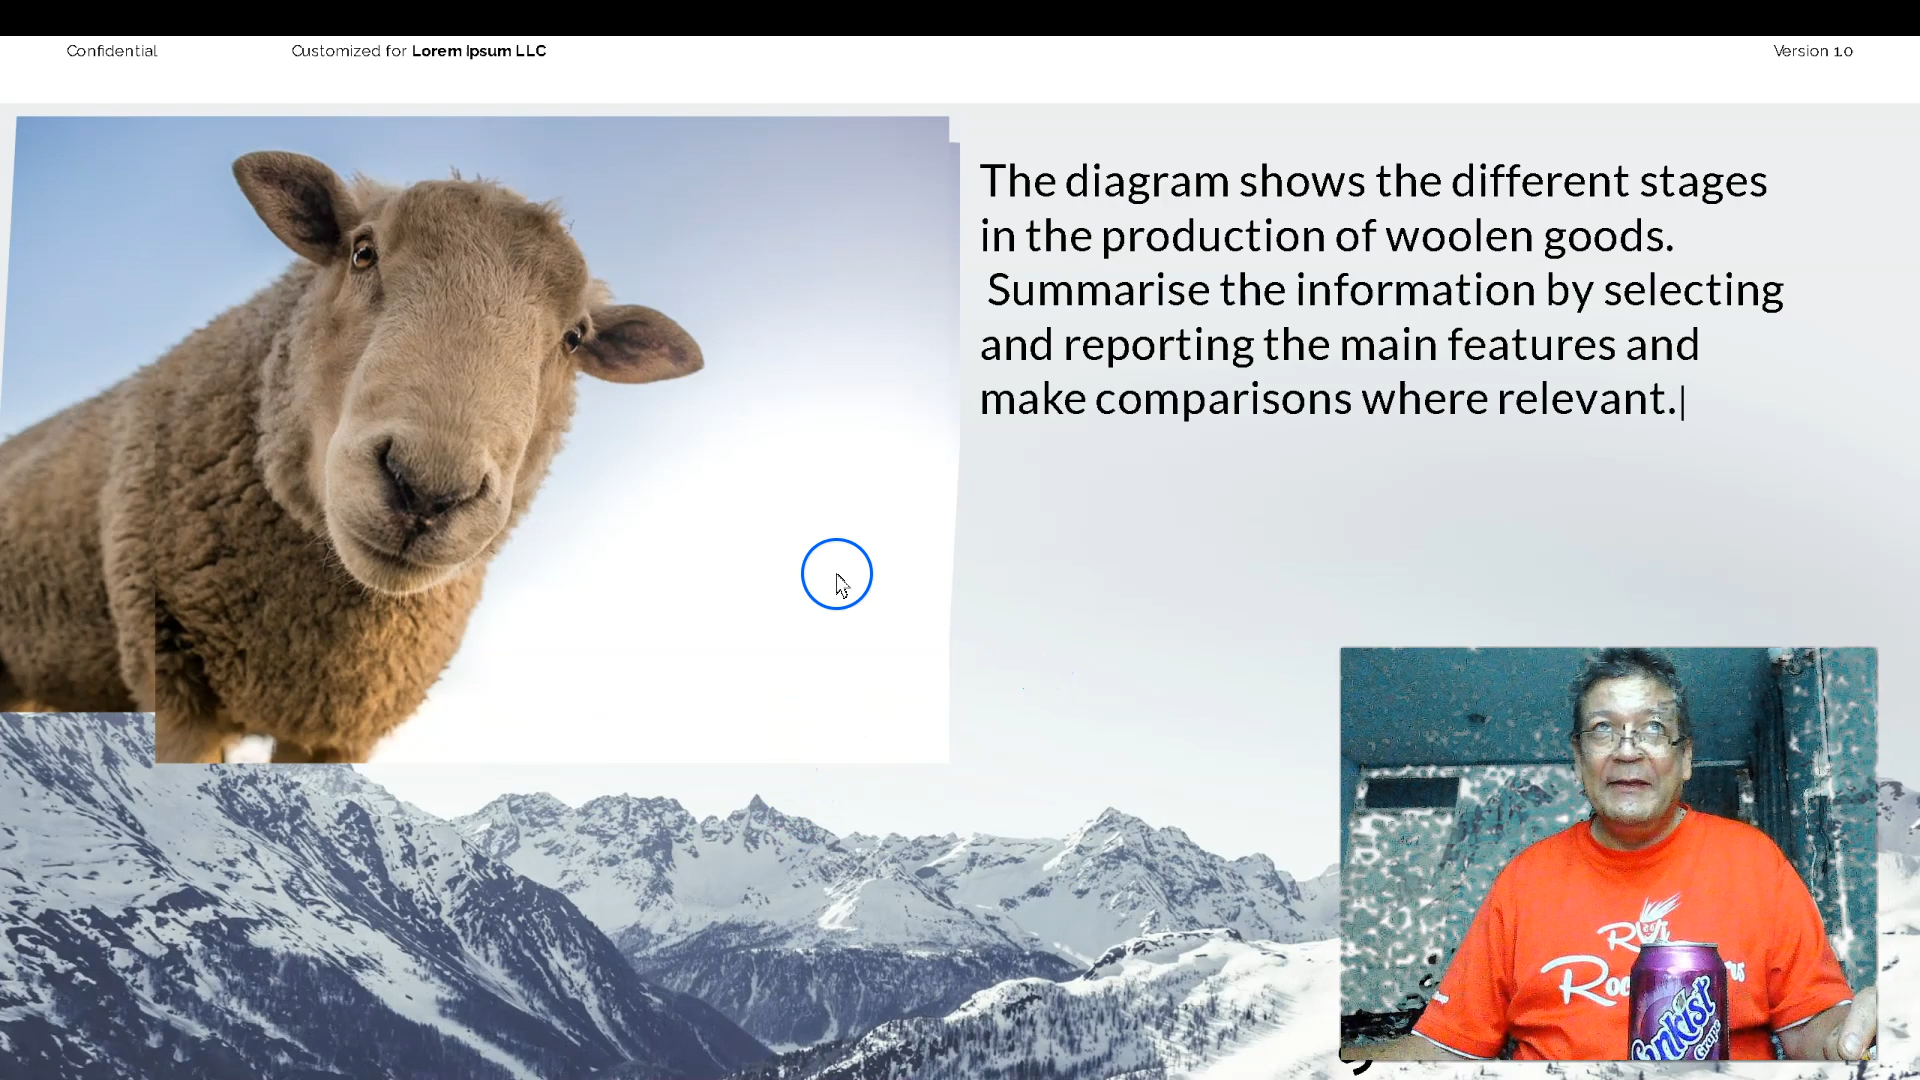 Confidential Customized for Lorem Ipsum LLC Version 1.0
The diagram shows the different stages
in the production of woolen goods.
Summarise the information by selecting
and reporting the main features and
make comparisons where relevant.
Grape